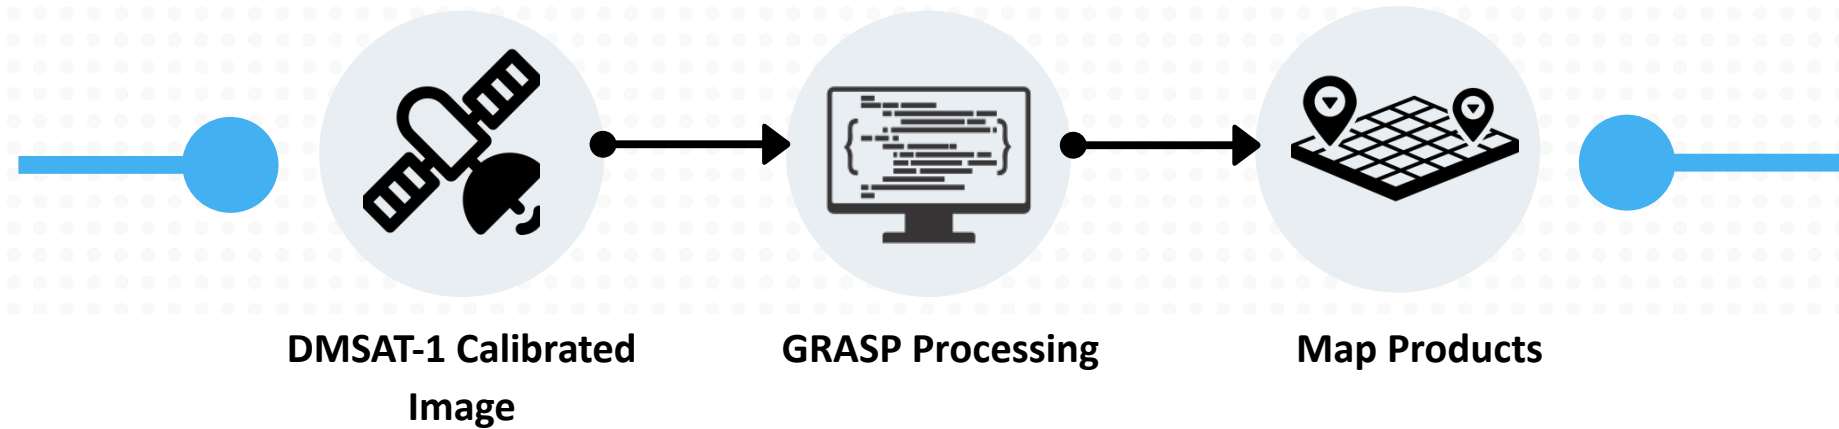 DMSAT-1 Calibrated
Image
GRASP Processing
Map Products